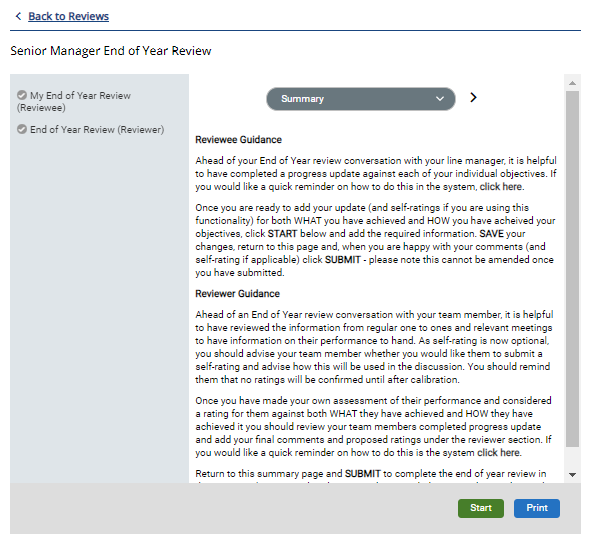 Back to Reviews
Senior Manager End of Year Review
My End of Year Review
(Reviewee)
End of Year Review (Reviewer)
Summary
Reviewee Guidance
Ahead of your End of Year review conversation with your line manager, it is helpful
to have completed a progress update against each of your individual objectives. If
you would like a quick reminder on how to do this in the system, click here.
Once you are ready to add your update (and self-ratings if you are using this
functionality) for both WHAT you have achieved and HOW you have acheived your
objectives, click START below and add the required information. SAVE your
changes, return to this page and, when you are happy with your comments (and
self-rating if applicable) click SUBMIT - please note this cannot be amended once
you have submitted.
Reviewer Guidance
Ahead of an End of Year review conversation with your team member, it is helpful
to have reviewed the information from regular one to ones and relevant meetings
to have information on their performance to hand. As self-rating is now optional,
you should advise your team member whether you would like them to submit a
self-rating and advise how this will be used in the discussion. You should remind
them that no ratings will be confirmed until after calibration.
Once you have made your own assessment of their performance and considered
a rating for them against both WHAT they have achieved and HOW they have
achieved it you should review your team members completed progress update
and add your final comments and proposed ratings under the reviewer section. If
you would like a quick reminder on how to do this is the system click here.
Return to this summary page and SUBMIT to complete the end of year review in
Start
Print